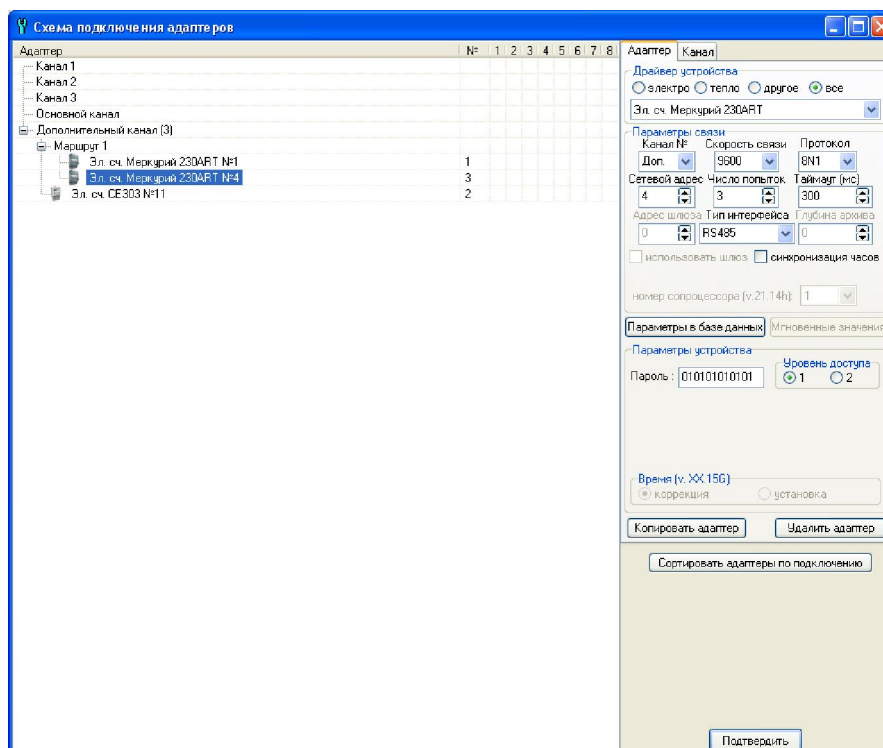 Схема подключения адаптеров
Адаптер № 1 2 3 4 5 6 7 8
Канал 1
Канал 2
Канал 3
Основной канал
Дополнительный канал (3)
Маршрут 1
Эл. сч. Меркурий 230ART №1 1
Эл. сч. Меркурий 230ART №4 3
Эл. сч. CE303 №11 2
Адаптер Канал
Драйвер устройства
электро тепло другое все
Эл. сч. Меркурий 230ART
Параметры связи
Канал № Скорость связи Протокол
Доп. 9600 8N1
Сетевой адрес Число попыток Таймаут (мс)
4 3 300
Адрес шлюза Тип интерфейса Глубина архива
0 RS485 0
использовать шлюз синхронизация часов
номер сопроцессора (v.21.14h): 1
Параметры в базе данных Мгновенные значения
Параметры устройства
Уровень доступа
Пароль : 010101010101 1 2
Время (v. XX.15G)
коррекция установка
Копировать адаптер Удалить адаптер
Сортировать адаптеры по подключению
Подтвердить